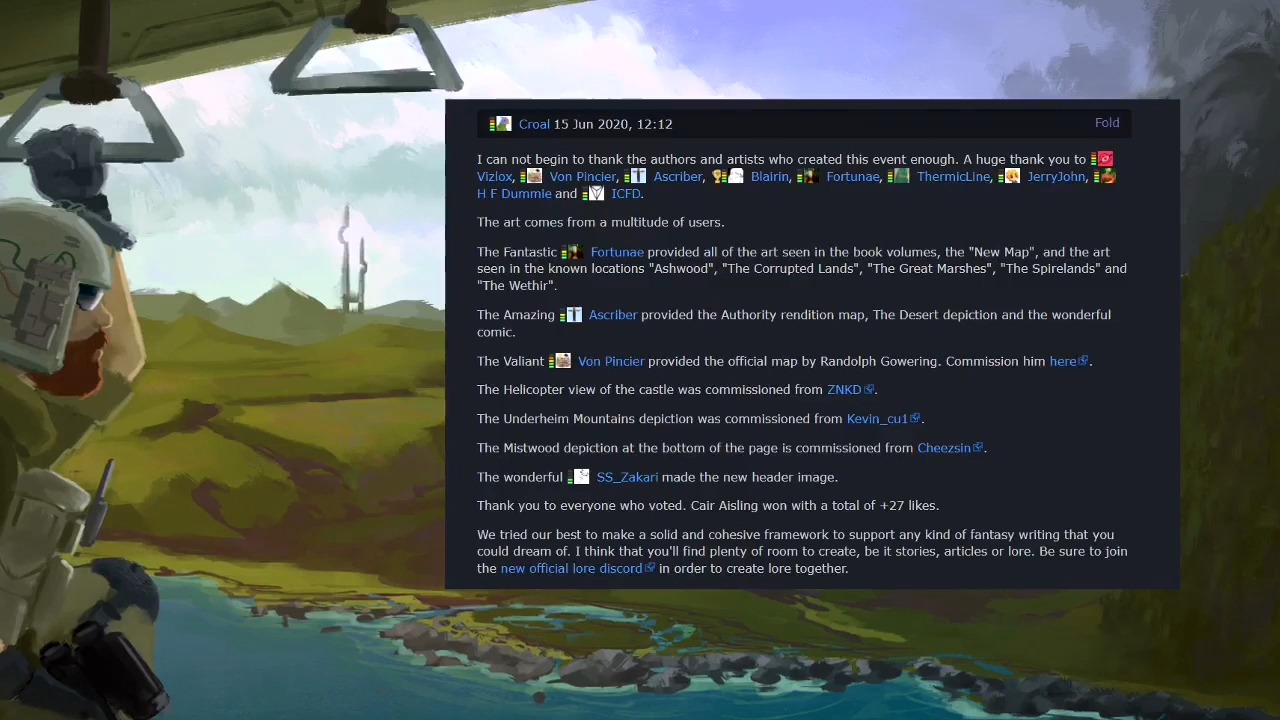 Croal 15 Jun 2020, 12:12 Fold
I can not begin to thank the authors and artists who created this event enough. A huge thank you to
Vizlox, Von Pincier, Ascriber, Blairin, Fortunae, ThermicLine, JerryJohn,
H F Dummie and ICFD.
The art comes from a multitude of users.
The Fantastic Fortunae provided all of the art seen in the book volumes, the "New Map", and the art
seen in the known locations "Ashwood", "The Corrupted Lands", "The Great Marshes", "The Spirelands" and
"The Wethir".
The Amazing Ascriber provided the Authority rendition map, The Desert depiction and the wonderful
comic.
The Valiant Von Pincier provided the official map by Randolph Gowering. Commission him here.
The Helicopter view of the castle was commissioned from ZNKD.
The Underheim Mountains depiction was commissioned from Kevin_cu1.
The Mistwood depiction at the bottom of the page is commissioned from Cheezsin.
The wonderful SS_Zakari made the new header image.
Thank you to everyone who voted. Cair Aisling won with a total of +27 likes.
We tried our best to make a solid and cohesive framework to support any kind of fantasy writing that you
could dream of. I think that you'll find plenty of room to create, be it stories, articles or lore. Be sure to join
the new official lore discord in order to create lore together.